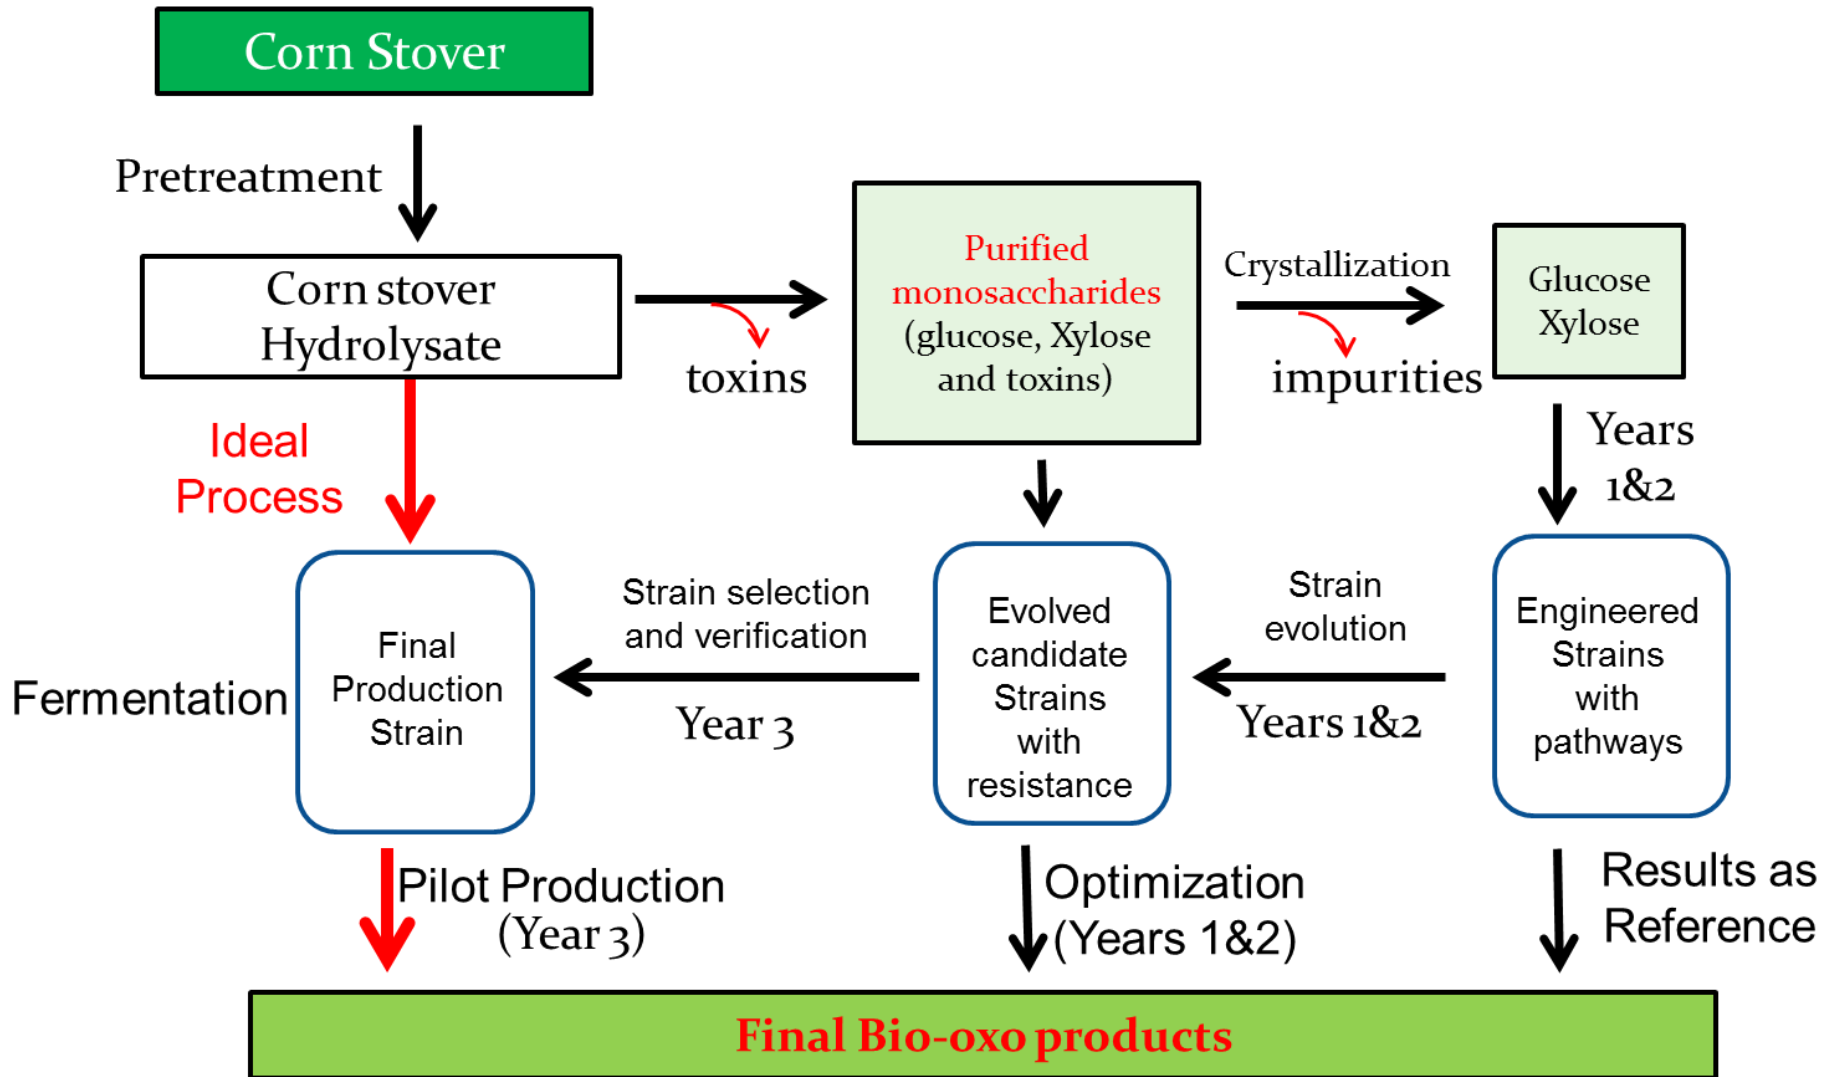 Corn Stover
Pretreatment
Corn stover
Hydrolysate
toxins
Purified
monosaccharides
(glucose, Xylose
and toxins)
Crystallization
impurities
Glucose
Xylose
Ideal
Process
Years
1&2
Fermentation
Final
Production
Strain
Strain selection
and verification
Year 3
Evolved
candidate
Strains
with
resistance
Strain
evolution
Years 1&2
Engineered
Strains
with
pathways
Pilot Production
(Year 3)
Optimization
(Years 1&2)
Results as
Reference
Final Bio-oxo products